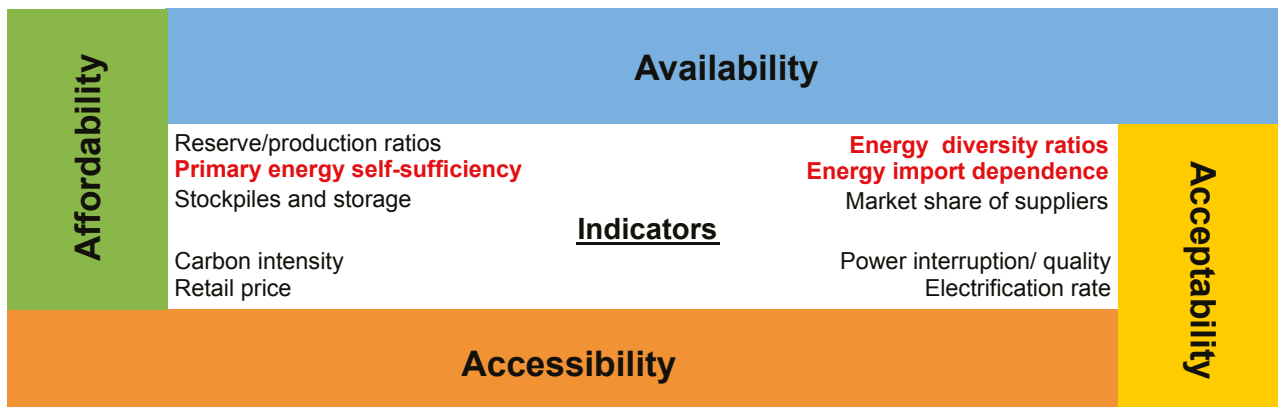 Affordability
Availability
Reserve/production ratios
Primary energy self-sufficiency
Stockpiles and storage
Energy diversity ratios
Energy import dependence
Market share of suppliers
Indicators
Carbon intensity
Retail price
Power interruption/ quality
Electrification rate
Acceptability
Accessibility